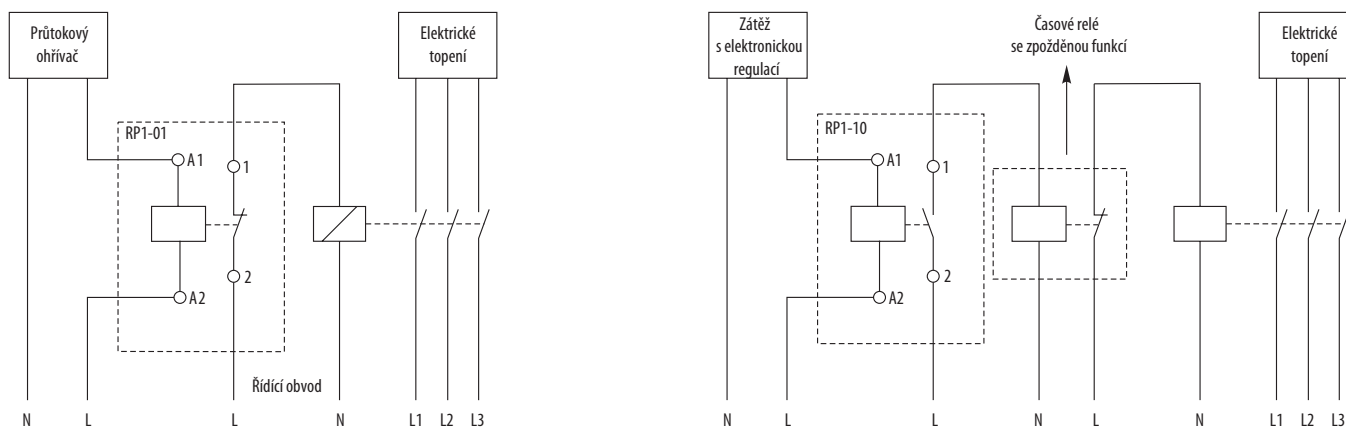 Průtokový
ohřívač
Elektrické
topení
RP1-01
A1
1
2
A2
Řídící obvod
N L L N L1 L2 L3
Zátěž
s elektronickou
regulací
Časové relé
se zpožděnou funkcí
Elektrické
topení
RP1-10
A1
1
2
A2
N L L N L N L1 L2 L3